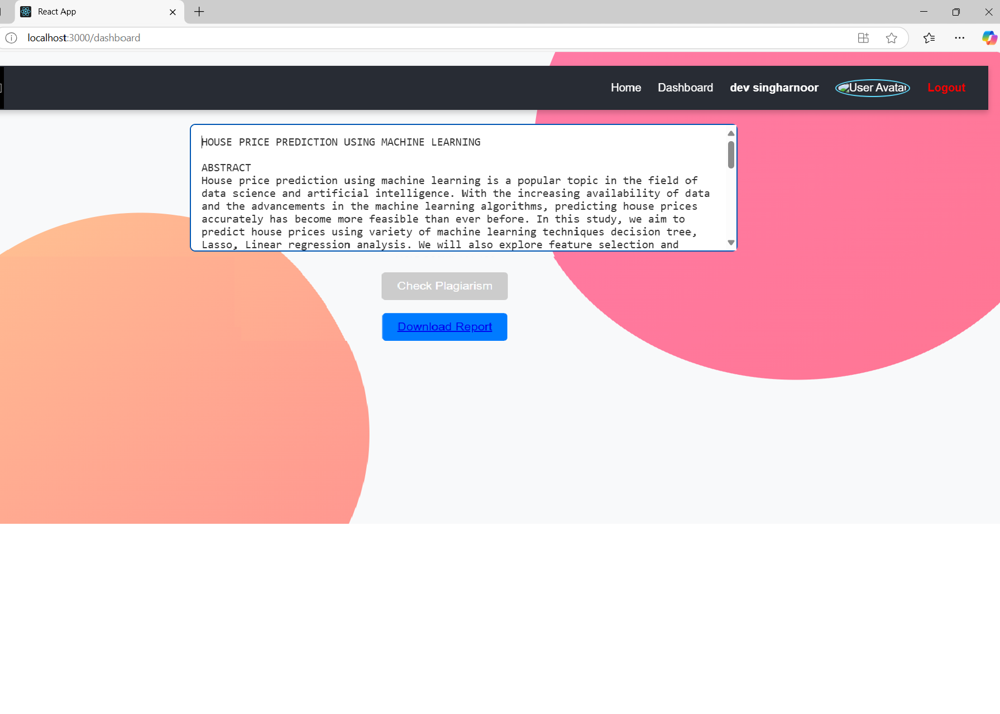 React App
localhost:3000/dashboard
Home Dashboard dev singharnoor User Avatar Logout
HOUSE PRICE PREDICTION USING MACHINE LEARNING
ABSTRACT
House price prediction using machine learning is a popular topic in the field of
data science and artificial intelligence. With the increasing availability of data
and the advancements in the machine learning algorithms, predicting house prices
accurately has become more feasible than ever before. In this study, we aim to
predict house prices using variety of machine learning techniques decision tree,
Lasso, Linear regression analysis. We will also explore feature selection and
Check Plagiarism
Download Report